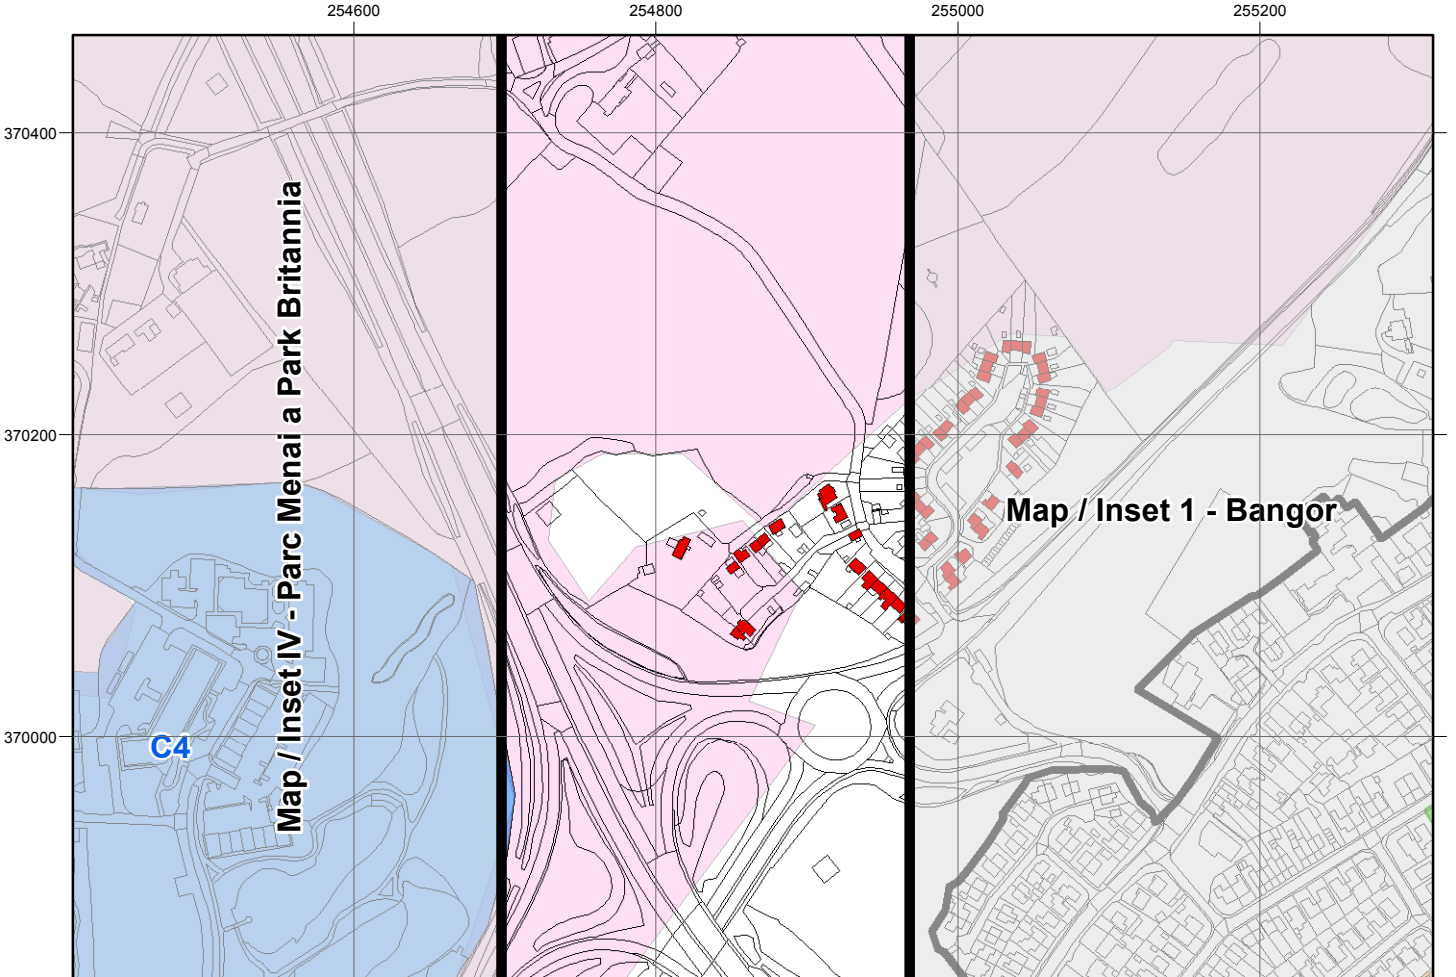 254600
254800
255000
255200
370400
370200
370000
Map / Inset IV - Parc Menai a Park Britannia
Map / Inset 1 - Bangor
C4